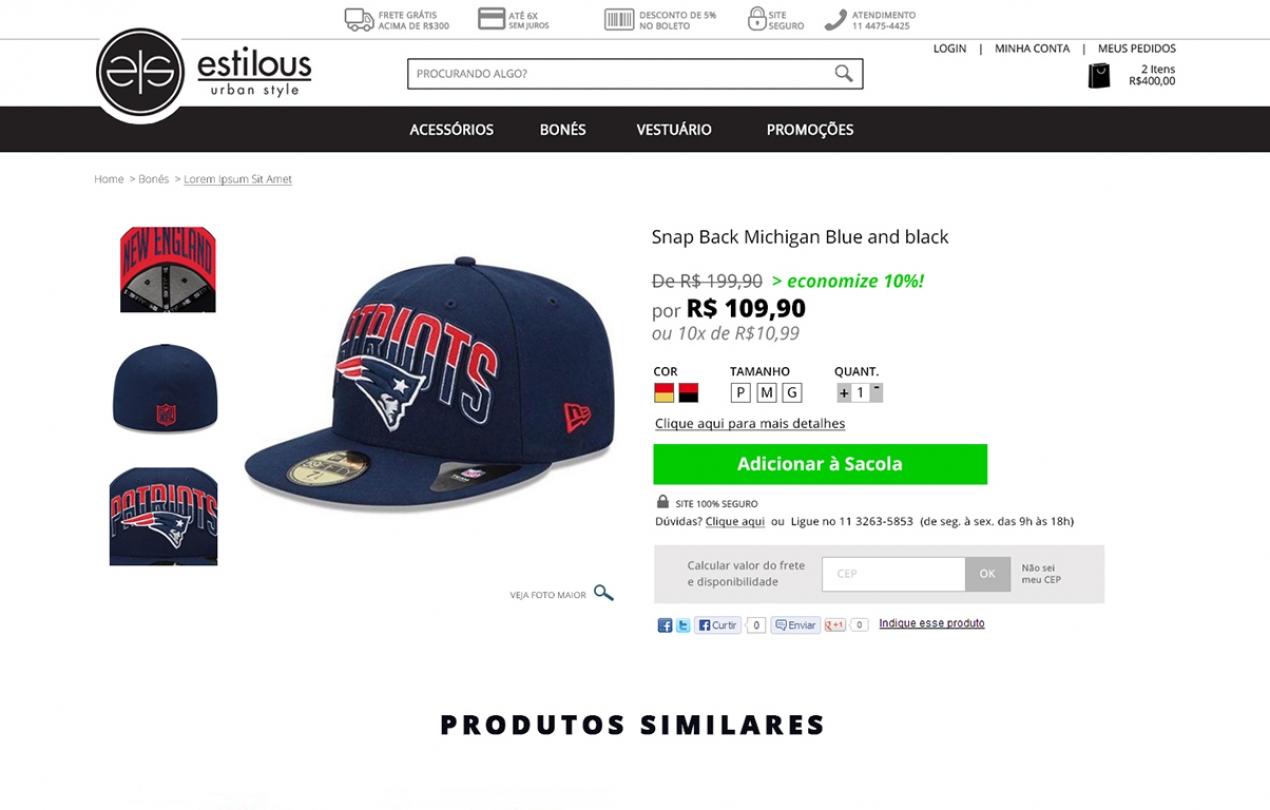 FRETE GRÁTIS
ACIMA DE R$300
ATÉ 6X
SEM JUROS
DESCONTO DE 5%
NO BOLETO
SITE
SEGURO
ATENDIMENTO
11 4475-4425
estilous
urban style
PROCURANDO ALGO?
LOGIN | MINHA CONTA | MEUS PEDIDOS
2 Itens
R$400,00
ACESSÓRIOS BONÉS VESTUÁRIO PROMOÇÕES
Home > Bonés > Lorem Ipsum Sit Amet
NEW ENGLAND
PATRIOTS
PATRIOTS
Snap Back Michigan Blue and black
De R$ 199,90 > economize 10%!
por R$ 109,90
ou 10x de R$10,99
COR TAMANHO QUANT.
P M G + 1 -
Clique aqui para mais detalhes
Adicionar à Sacola
SITE 100% SEGURO
Dúvidas? Clique aqui ou Ligue no 11 3263-5853 (de seg. à sex. das 9h às 18h)
Calcular valor do frete
e disponibilidade
CEP
OK
Não sei
meu CEP
VEJA FOTO MAIOR
Curtir 0 Enviar +1 0 Indique esse produto
PRODUTOS SIMILARES